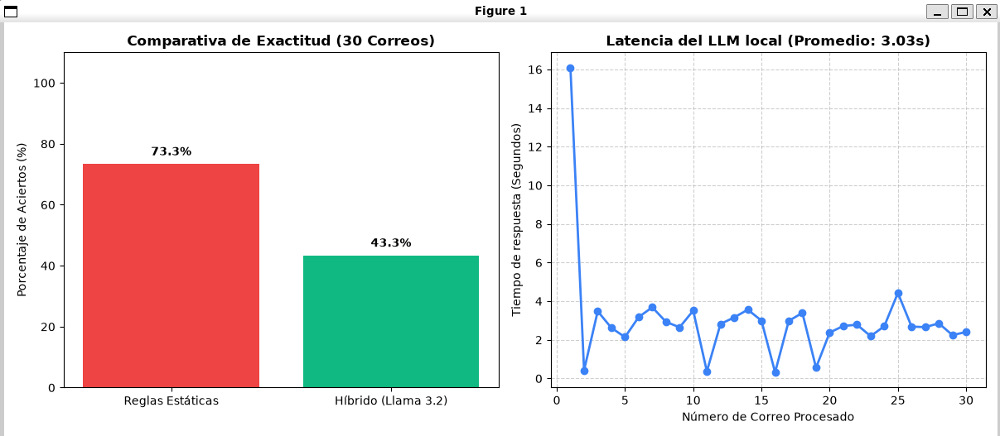 Figure 1
Comparativa de Exactitud (30 Correos)
Porcentaje de Aciertos (%)
100
80
60
40
20
0
73.3%
43.3%
Reglas Estáticas
Híbrido (Llama 3.2)
Latencia del LLM local (Promedio: 3.03s)
Tiempo de respuesta (Segundos)
16
14
12
10
8
6
4
2
0
0 5 10 15 20 25 30
Número de Correo Procesado